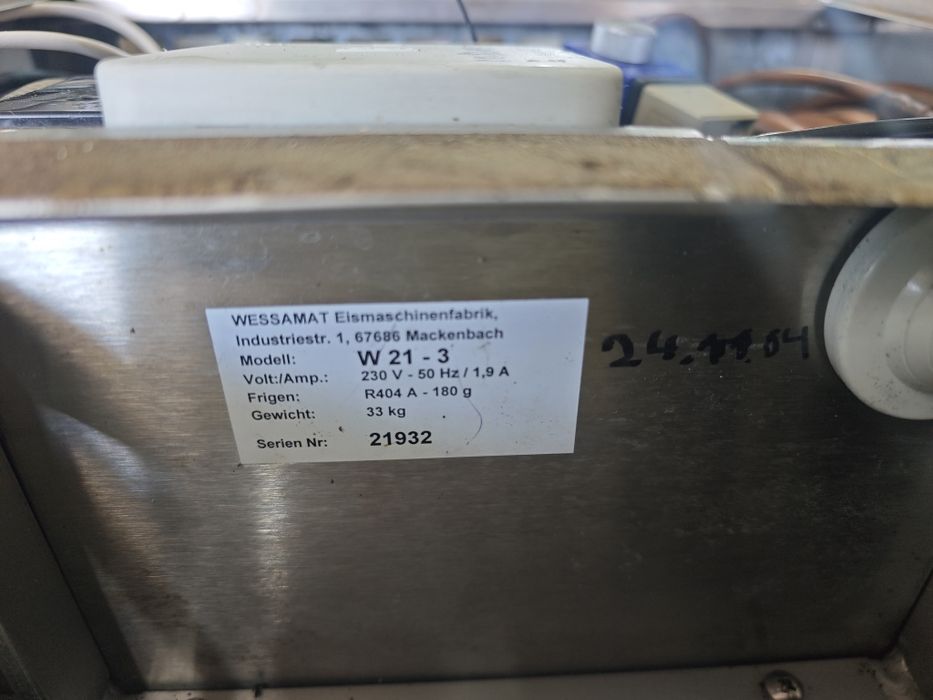 WESSAMAT Eismaschinenfabrik,
Industriestr. 1, 67686 Mackenbach
Modell: W 21 - 3
Volt:/Amp.: 230 V - 50 Hz / 1,9 A
Frigen: R404 A - 180 g
Gewicht: 33 kg
Serien Nr: 21932
24.11.04